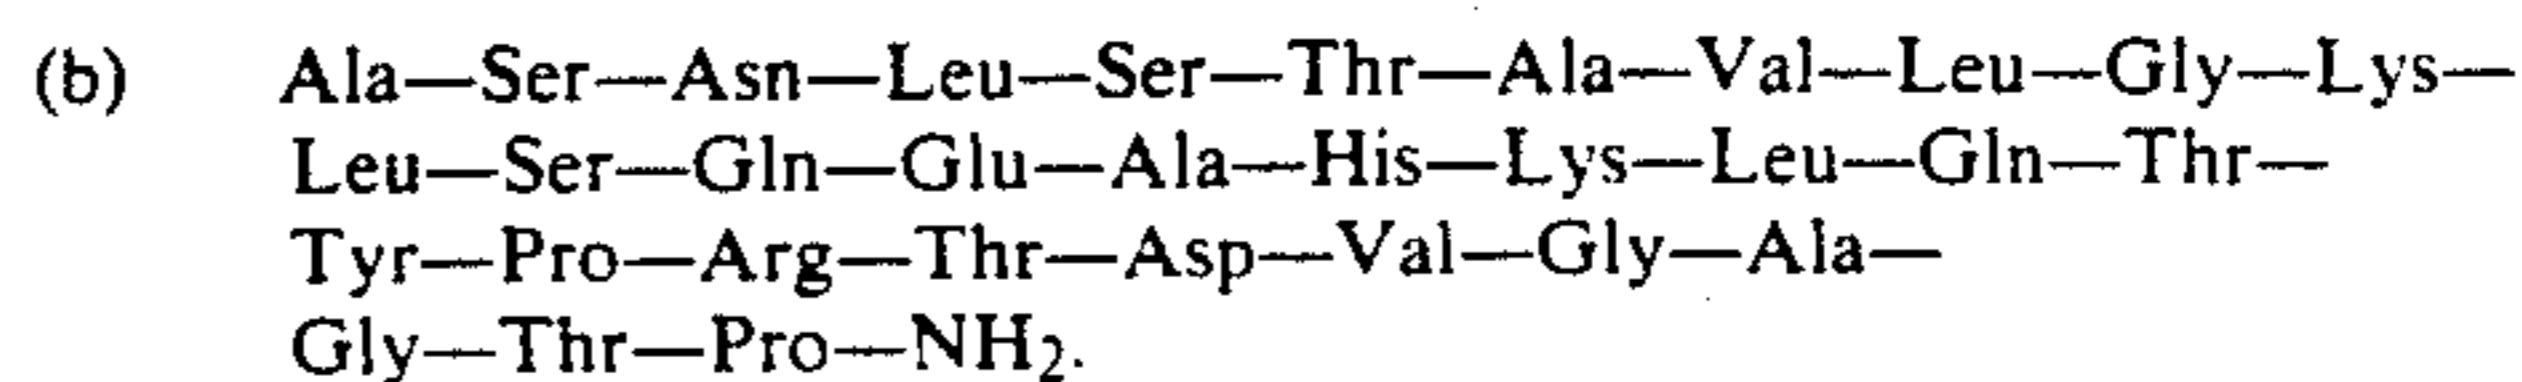 (b) Ala—Ser—Asn—Leu—Ser—Thr—Ala—Val—Leu—Gly—Lys—
Leu—Ser—Gln—Glu—Ala—His—Lys—Leu—Gln—Thr—
Tyr—Pro—Arg—Thr—Asp—Val—Gly—Ala—
Gly—Thr—Pro—NH₂.